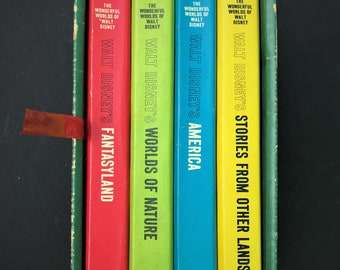 THE
WONDERFUL
WORLDS OF
WALT
DISNEY
WALT DISNEY'S FANTASYLAND
THE
WONDERFUL
WORLDS OF
WALT
DISNEY
WALT DISNEY'S WORLDS OF NATURE
THE
WONDERFUL
WORLDS OF
WALT
DISNEY
WALT DISNEY'S AMERICA
THE
WONDERFUL
WORLDS OF
WALT
DISNEY
WALT DISNEY'S STORIES FROM OTHER LANDS